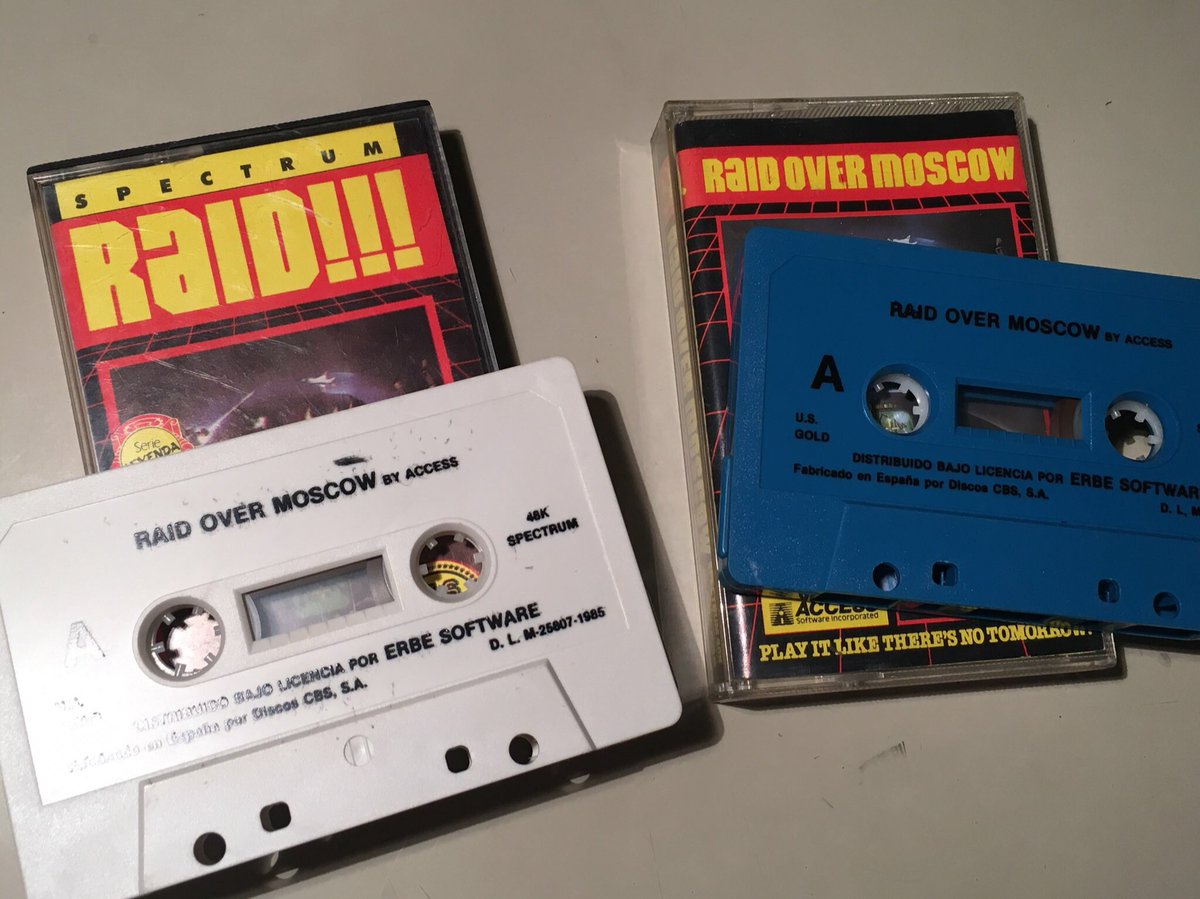 SPECTRUM
RAID!!!
Serie
RAID OVER MOSCOW BY ACCESS
48K
SPECTRUM
A
DISTRIBUIDO BAJO LICENCIA POR ERBE SOFTWARE
D. L. M-25807-1985
en España por Discos CBS, S.A.
RAID OVER MOSCOW
RAID OVER MOSCOW BY ACCESS
A
U.S.
GOLD
DISTRIBUIDO BAJO LICENCIA POR ERBE SOFTWAR
Fabricado en España por Discos CBS, S.A.
D. L, M
ACCESS
Software Incorporated
PLAY IT LIKE THERE'S NO TOMORROW!